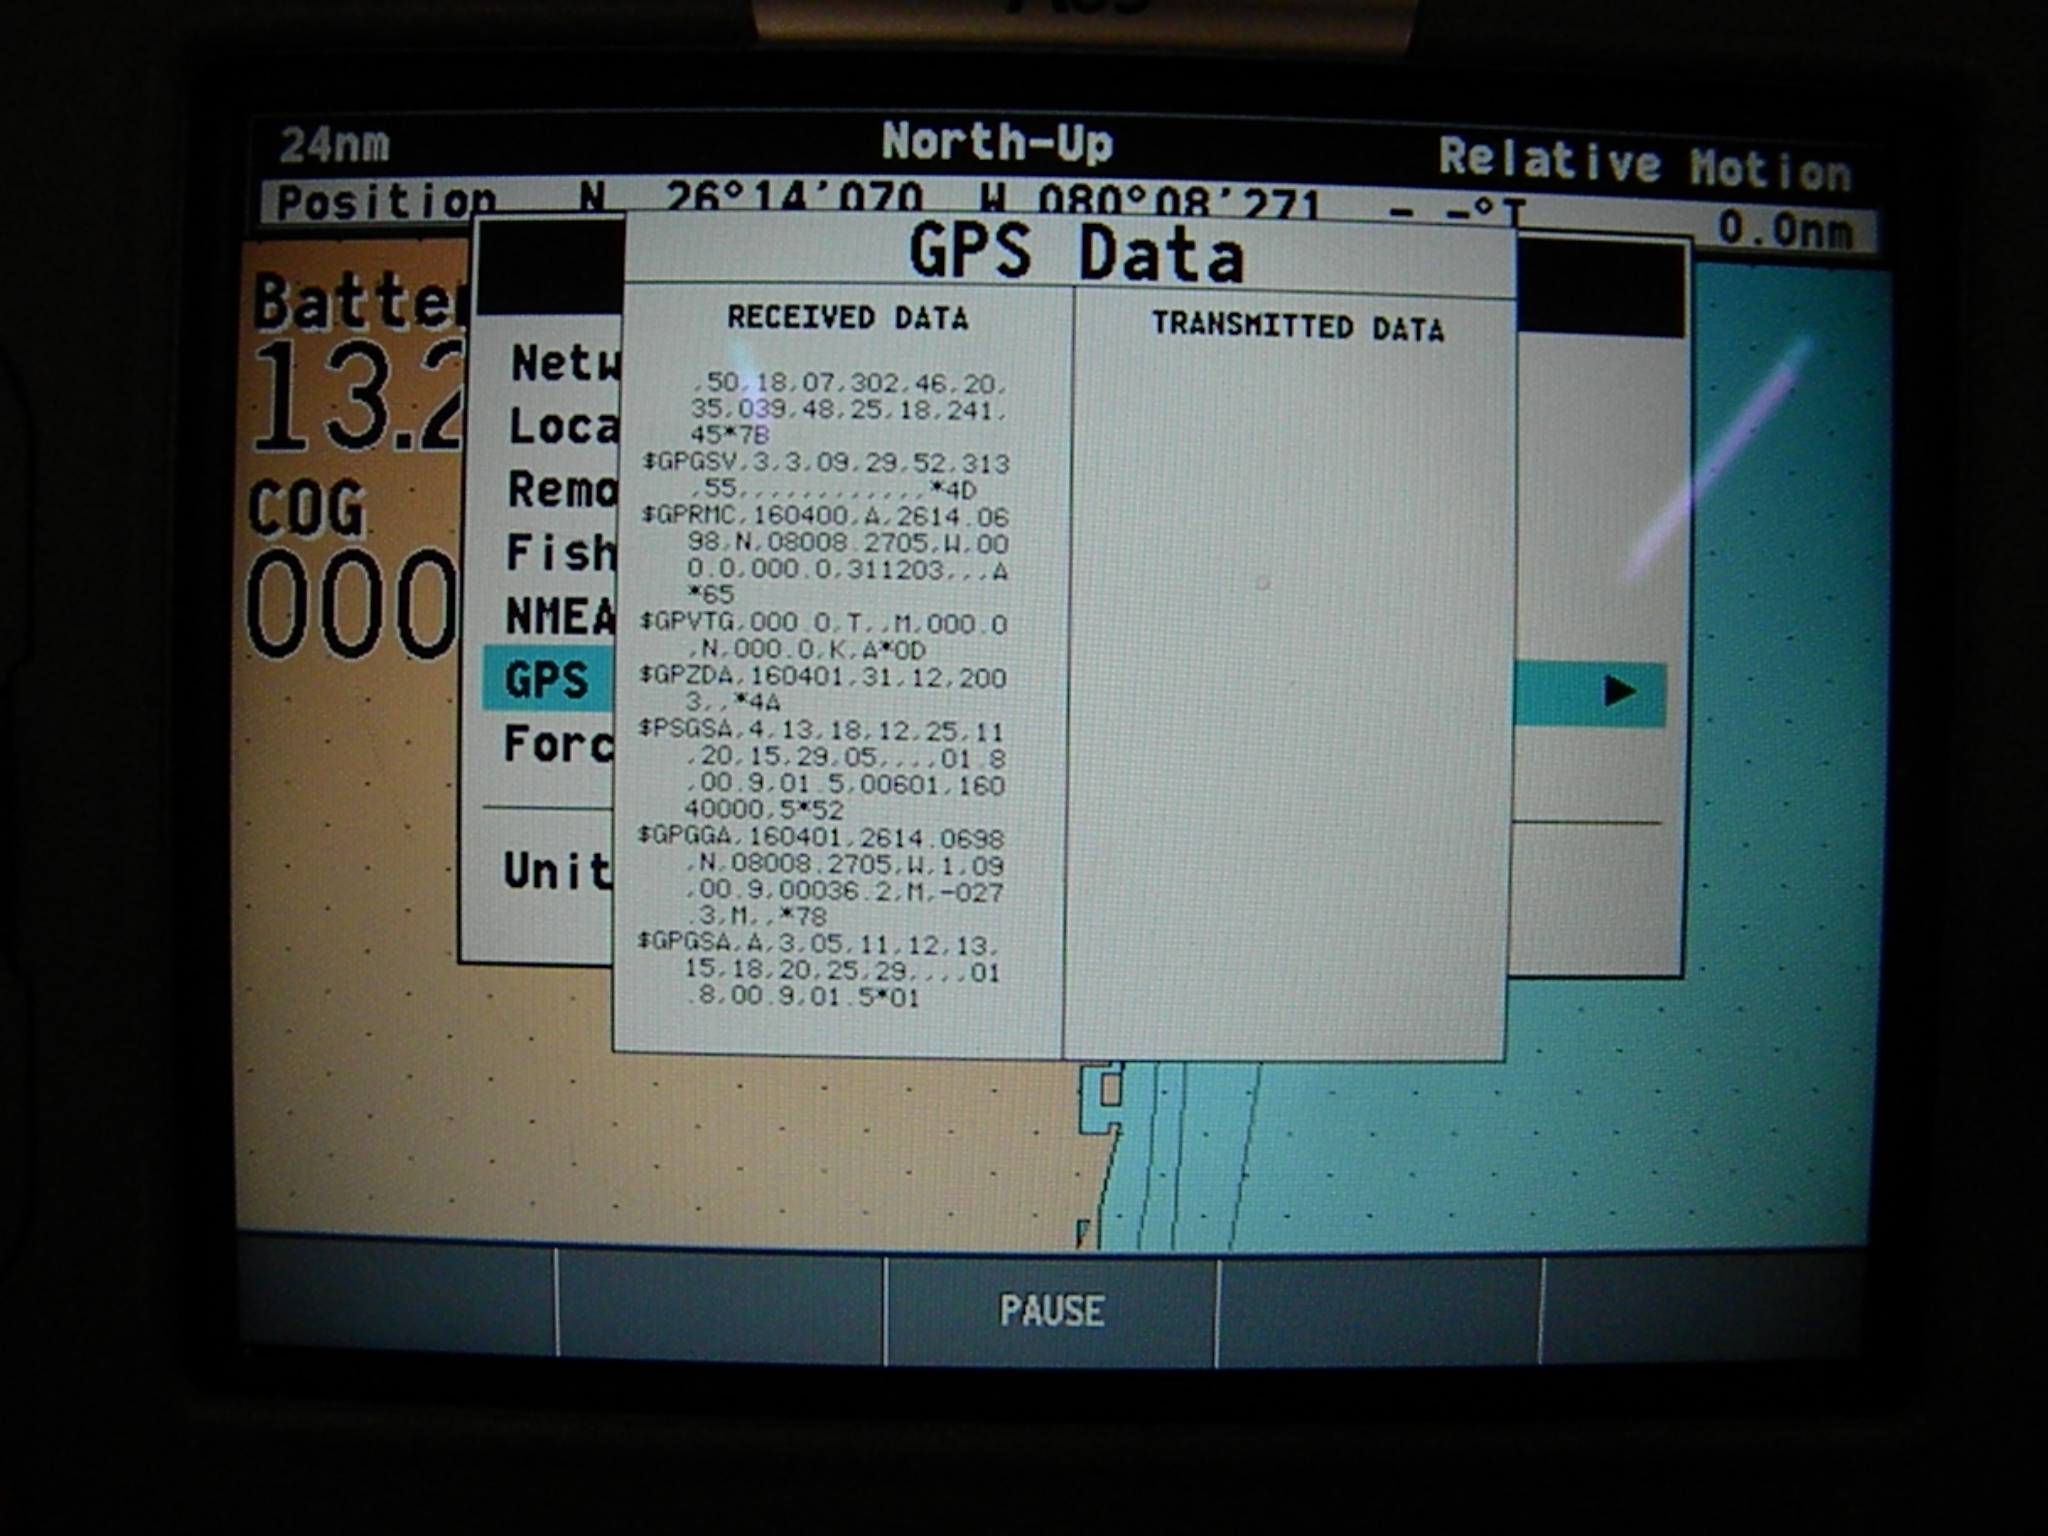 24nm North-Up Relative Motion
Position N 26°14'070 W 080°08'271 - -°T 0.0nm
GPS Data
RECEIVED DATA TRANSMITTED DATA
Batte
13.2
COG
000
Netw
Loca
Remo
Fish
NMEA
GPS
Forc
Unit
,50,18,07,302,46,20,
35,039,48,25,18,241,
45*7B
$GPGSV,3,3,09,29,52,313
,55,,,,,,,,,,,,*4D
$GPRMC,160400,A,2614.06
98,N,08008.2705,W,00
0.0,000.0,311203,,,A
*65
$GPVTG,000.0,T,,M,000.0
,N,000.0,K,A*0D
$GPZDA,160401,31,12,200
3,,*4A
$PSGSA,4,13,18,12,25,11
,20,15,29,05,,,,01.8
,00.9,01.5,00601,160
40000,5*52
$GPGGA,160401,2614.0698
,N,08008.2705,W,1,09
,00.9,00036.2,M,-027
.3,M,,*78
$GPGSA,A,3,05,11,12,13,
15,18,20,25,29,,,,01
.8,00.9,01.5*01
PAUSE